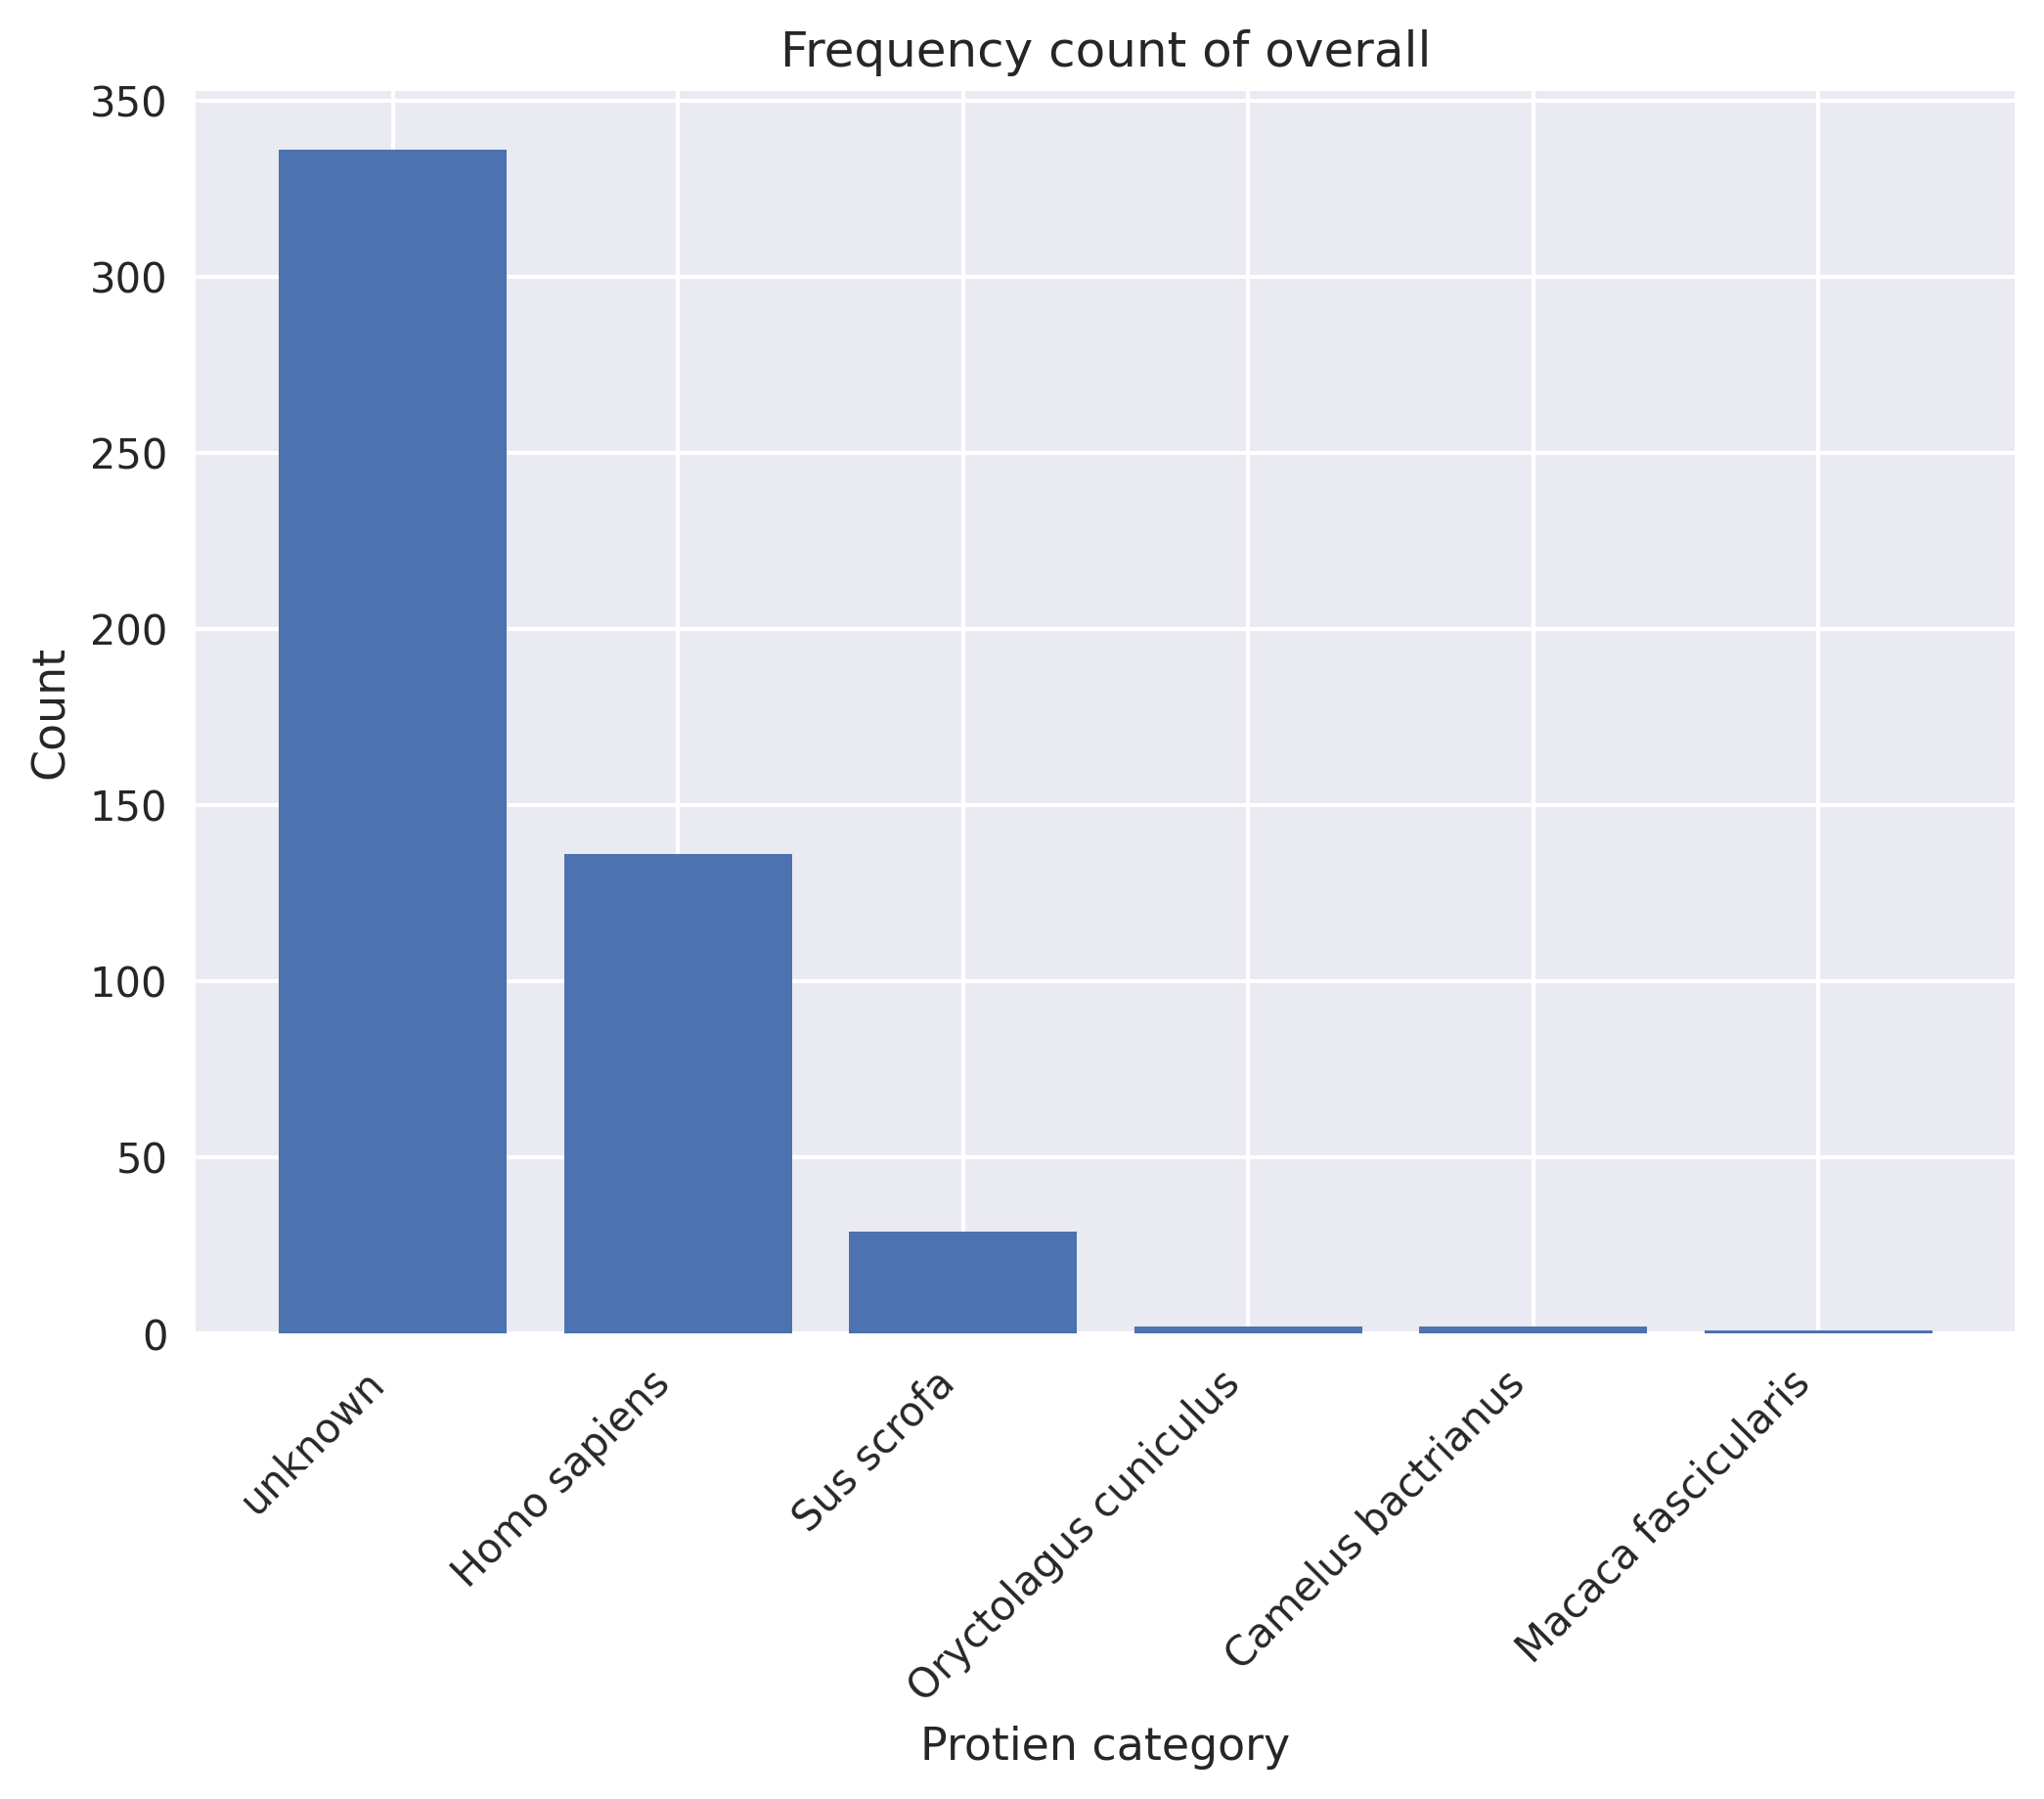 Frequency count of overall
350
300
250
200
150
100
50
0
Count
unknown
Homo sapiens
Sus scrofa
Oryctolagus cuniculus
Camelus bactrianus
Macaca fascicularis
Protien category